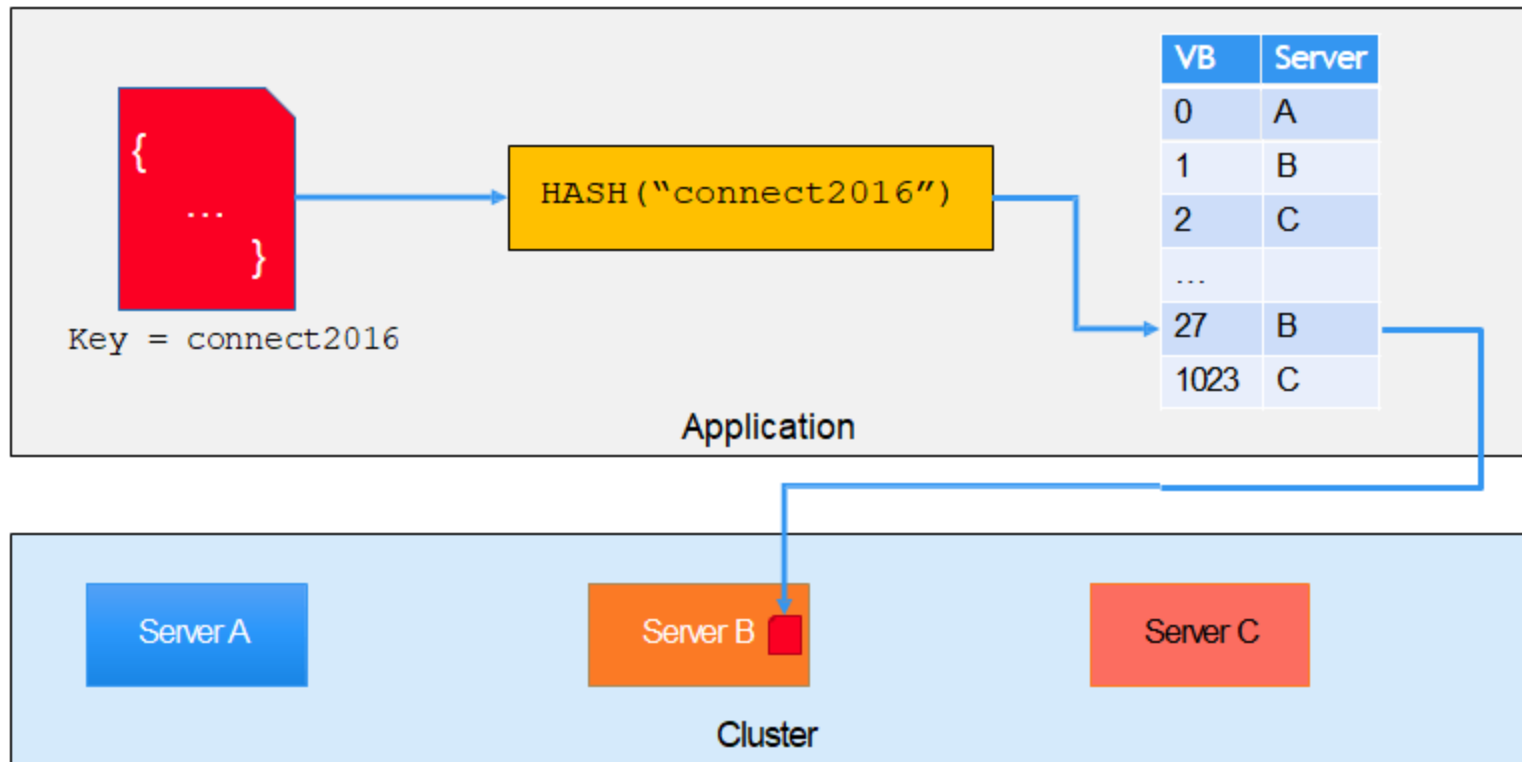 {
...
}
Key = connect2016
HASH(“connect2016”)
VB Server
0 A
1 B
2 C
...
27 B
1023 C
Application
Server A
Server B
Server C
Cluster